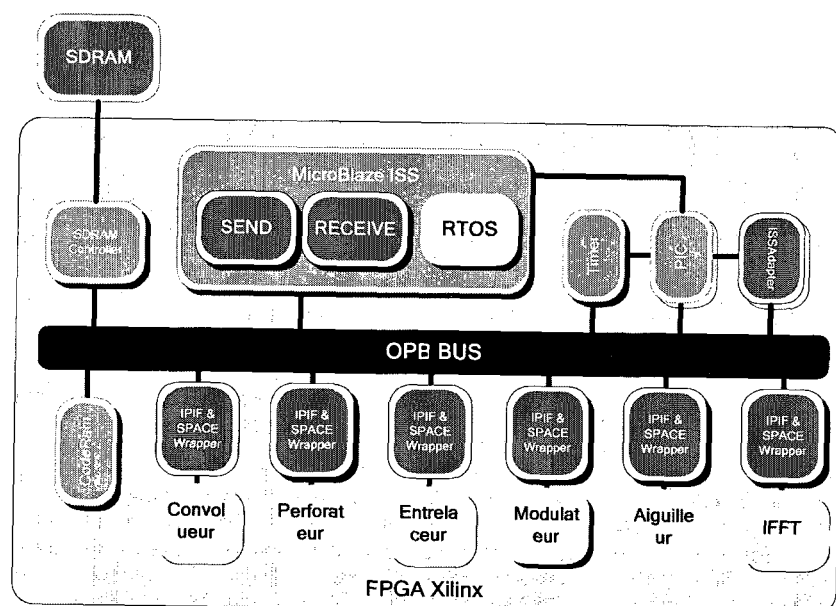 SDRAM
MicroBlaze ISS
SEND
RECEIVE
RTOS
SDRAM
Controller
Timer
PIC
ISSAdapter
OPB BUS
IPIF &
SPACE
Wrapper
IPIF &
SPACE
Wrapper
IPIF &
SPACE
Wrapper
IPIF &
SPACE
Wrapper
IPIF &
SPACE
Wrapper
IPIF &
SPACE
Wrapper
Convol
ueur
Perforat
eur
Entrela
ceur
Modulat
eur
Aiguille
ur
IFFT
FPGA Xilinx